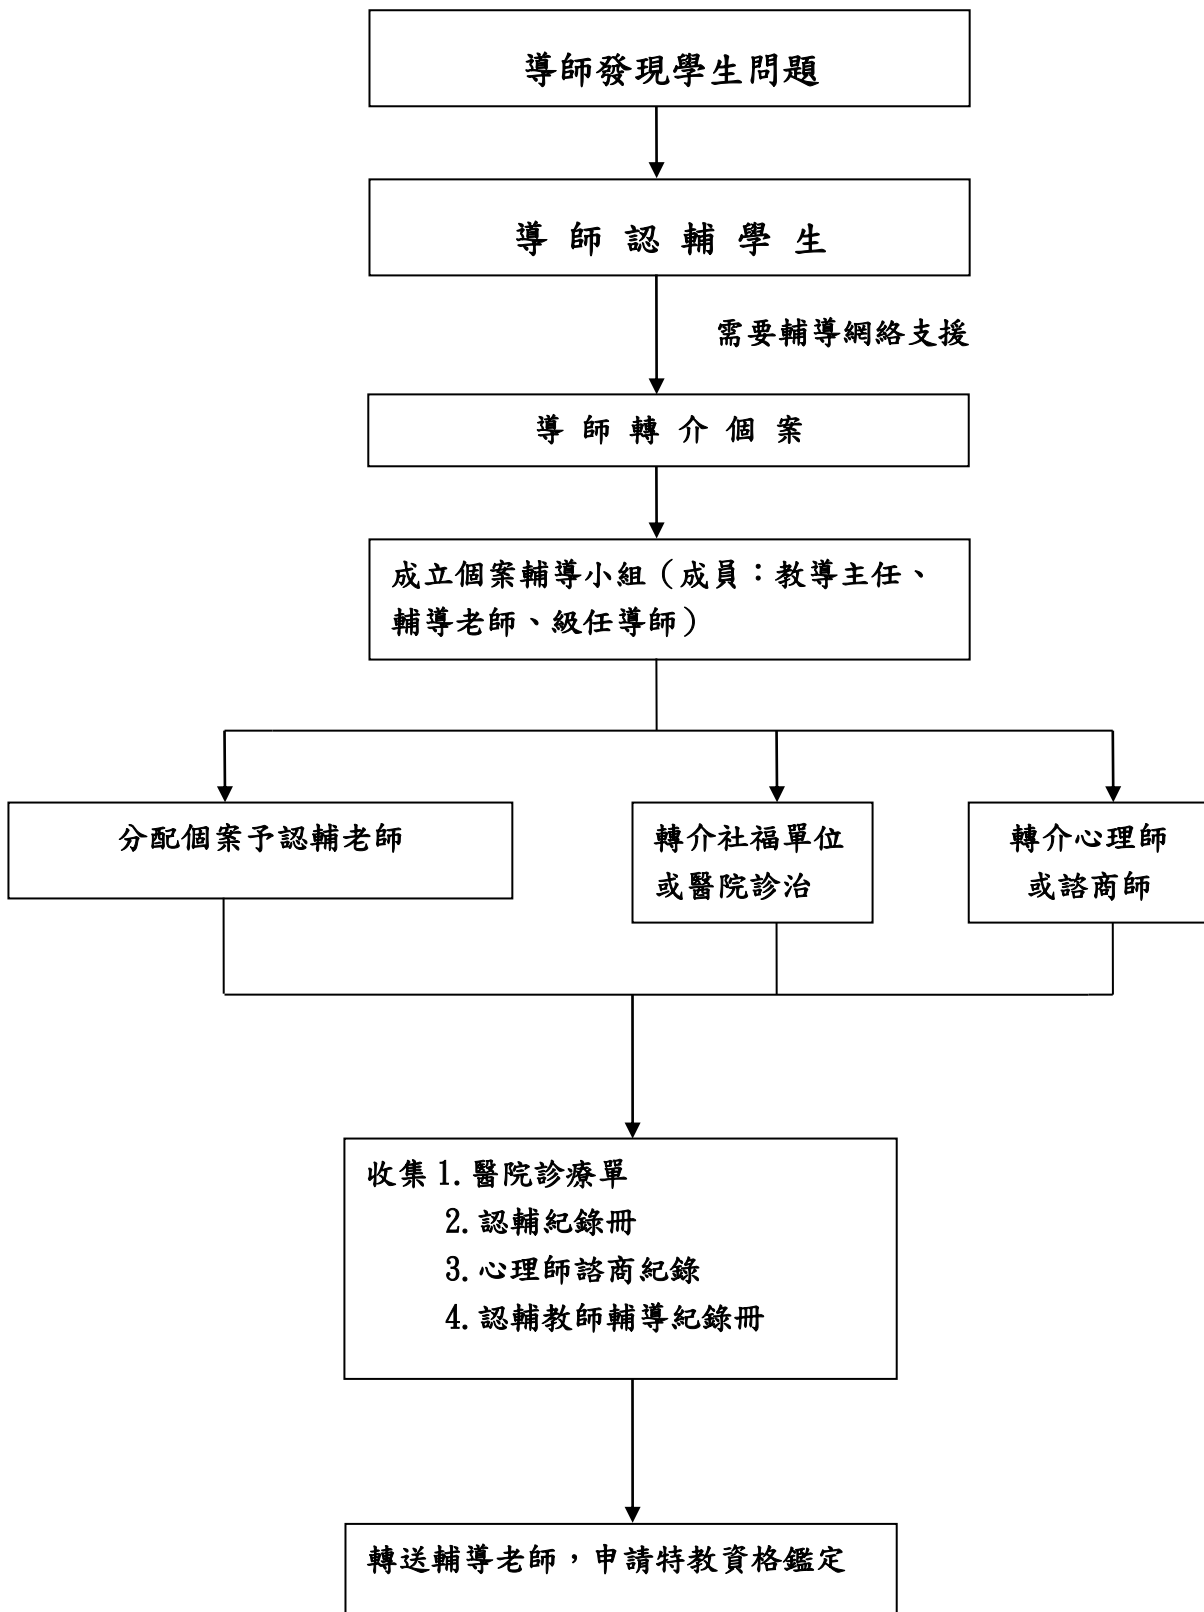 導師發現學生問題
導師認輔學生
需要輔導網絡支援
導師轉介個案
成立個案輔導小組（成員：教導主任、
輔導老師、級任導師）
分配個案予認輔老師
轉介社福單位
或醫院診治
轉介心理師
或諮商師
收集 1. 醫院診療單
2. 認輔紀錄冊
3. 心理師諮商紀錄
4. 認輔教師輔導紀錄冊
轉送輔導老師，申請特教資格鑑定